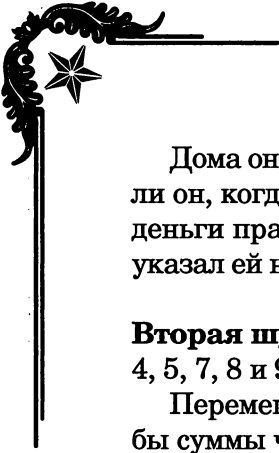 Дома он
ли он, когд
деньги пра
указал ей н
Вторая ш
4, 5, 7, 8 и 9
Перемен
бы суммы ч